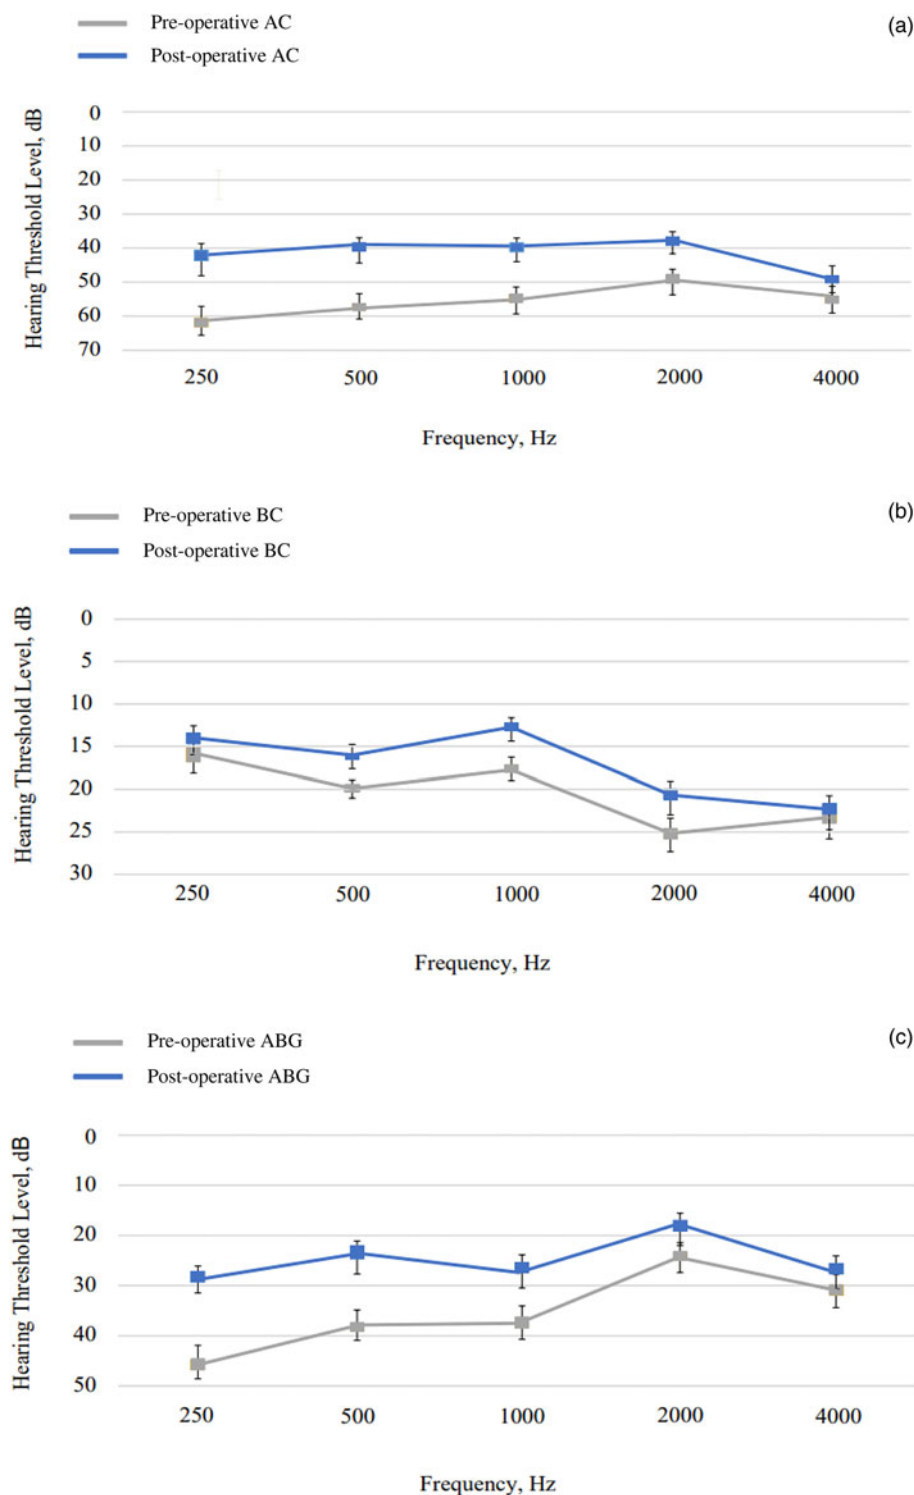 (a)
Pre-operative AC
Post-operative AC
Hearing Threshold Level, dB
0
10
20
30
40
50
60
70
250 500 1000 2000 4000
Frequency, Hz
(b)
Pre-operative BC
Post-operative BC
Hearing Threshold Level, dB
0
5
10
15
20
25
30
250 500 1000 2000 4000
Frequency, Hz
(c)
Pre-operative ABG
Post-operative ABG
Hearing Threshold Level, dB
0
10
20
30
40
50
250 500 1000 2000 4000
Frequency, Hz